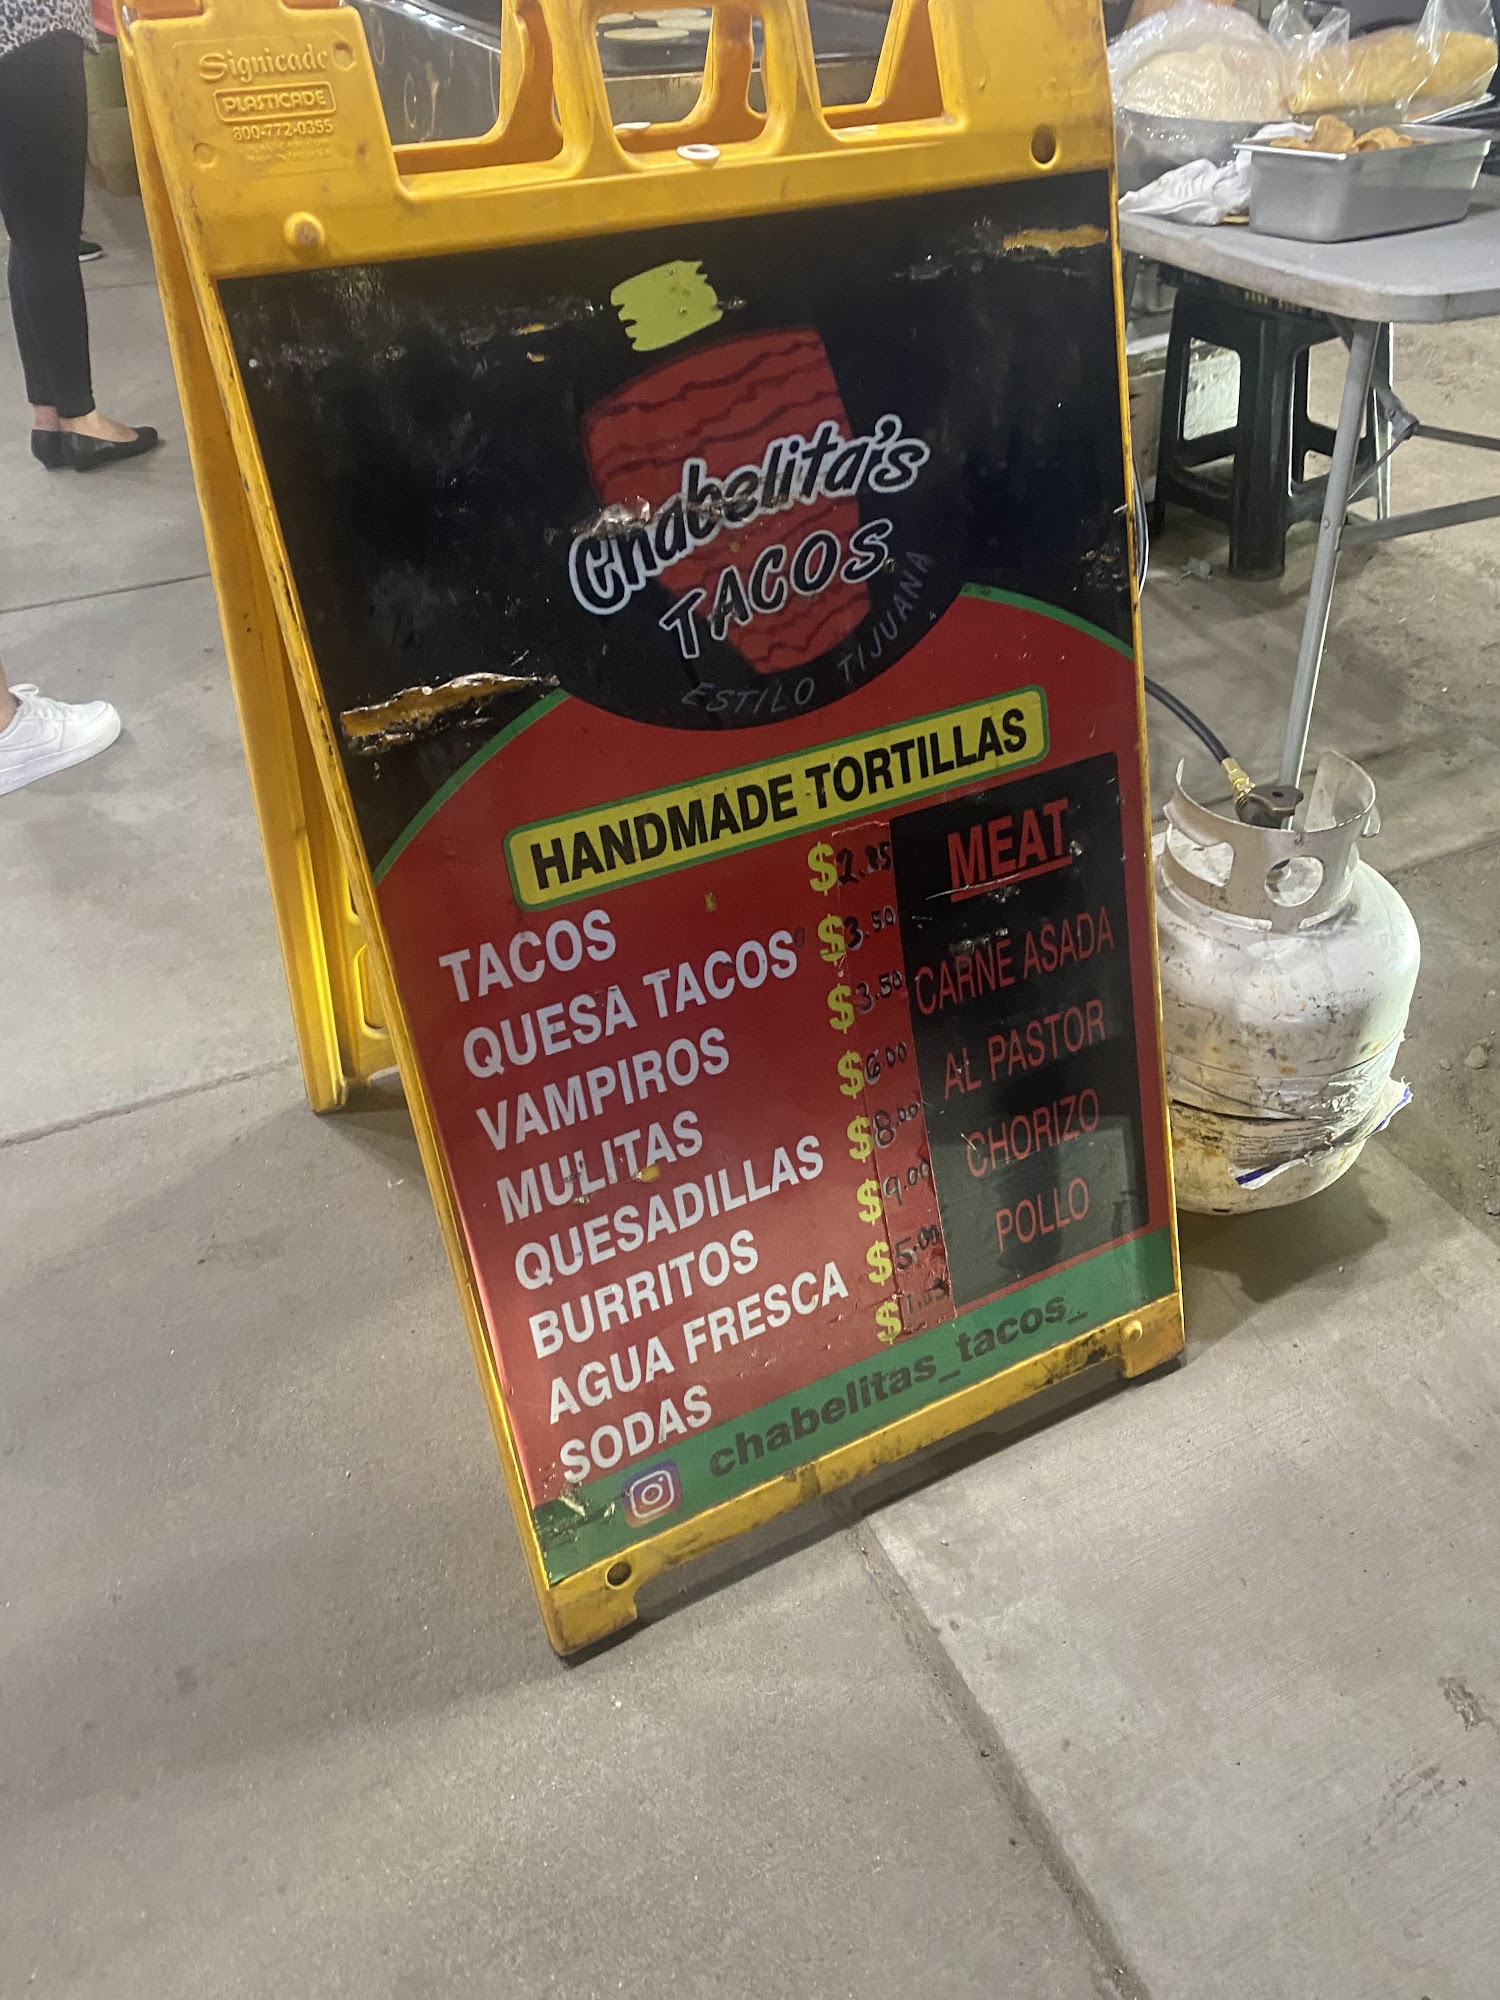 Signicade
PLASTICADE
800-772-0355
Chabelita's
TACOS
ESTILO TIJUANA
HANDMADE TORTILLAS
TACOS $
QUESA TACOS $3.50
VAMPIROS $3.50
MULITAS $6.00
QUESADILLAS $8.00
BURRITOS $9.00
AGUA FRESCA $5.00
SODAS $
MEAT
CARNE ASADA
AL PASTOR
CHORIZO
POLLO
chabelitas_tacos_